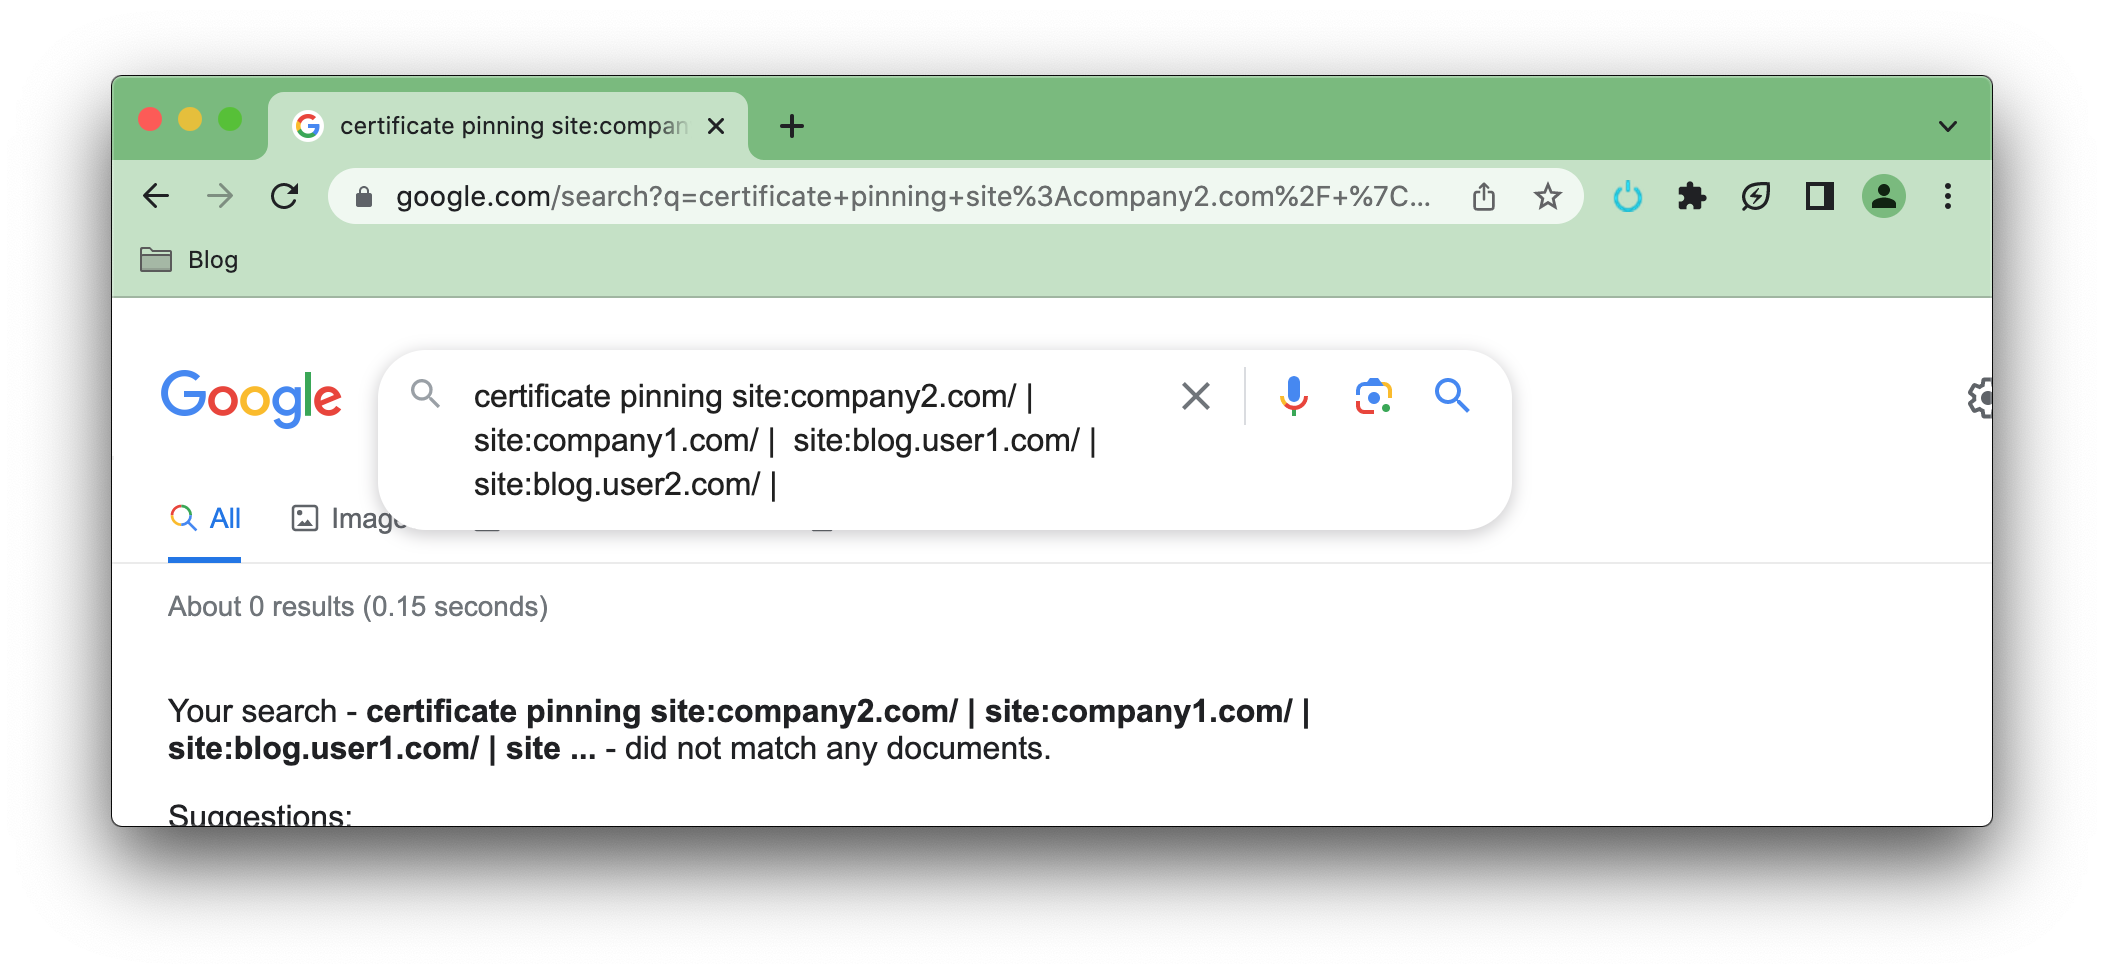 certificate pinning site:compan
google.com/search?q=certificate+pinning+site%3Acompany2.com%2F+%7C...
Blog
Google
certificate pinning site:company2.com/ |
site:company1.com/ |  site:blog.user1.com/ |
site:blog.user2.com/ |
All
Image
About 0 results (0.15 seconds)
Your search - certificate pinning site:company2.com/ | site:company1.com/ |
site:blog.user1.com/ | site ... - did not match any documents.
Suggestions: